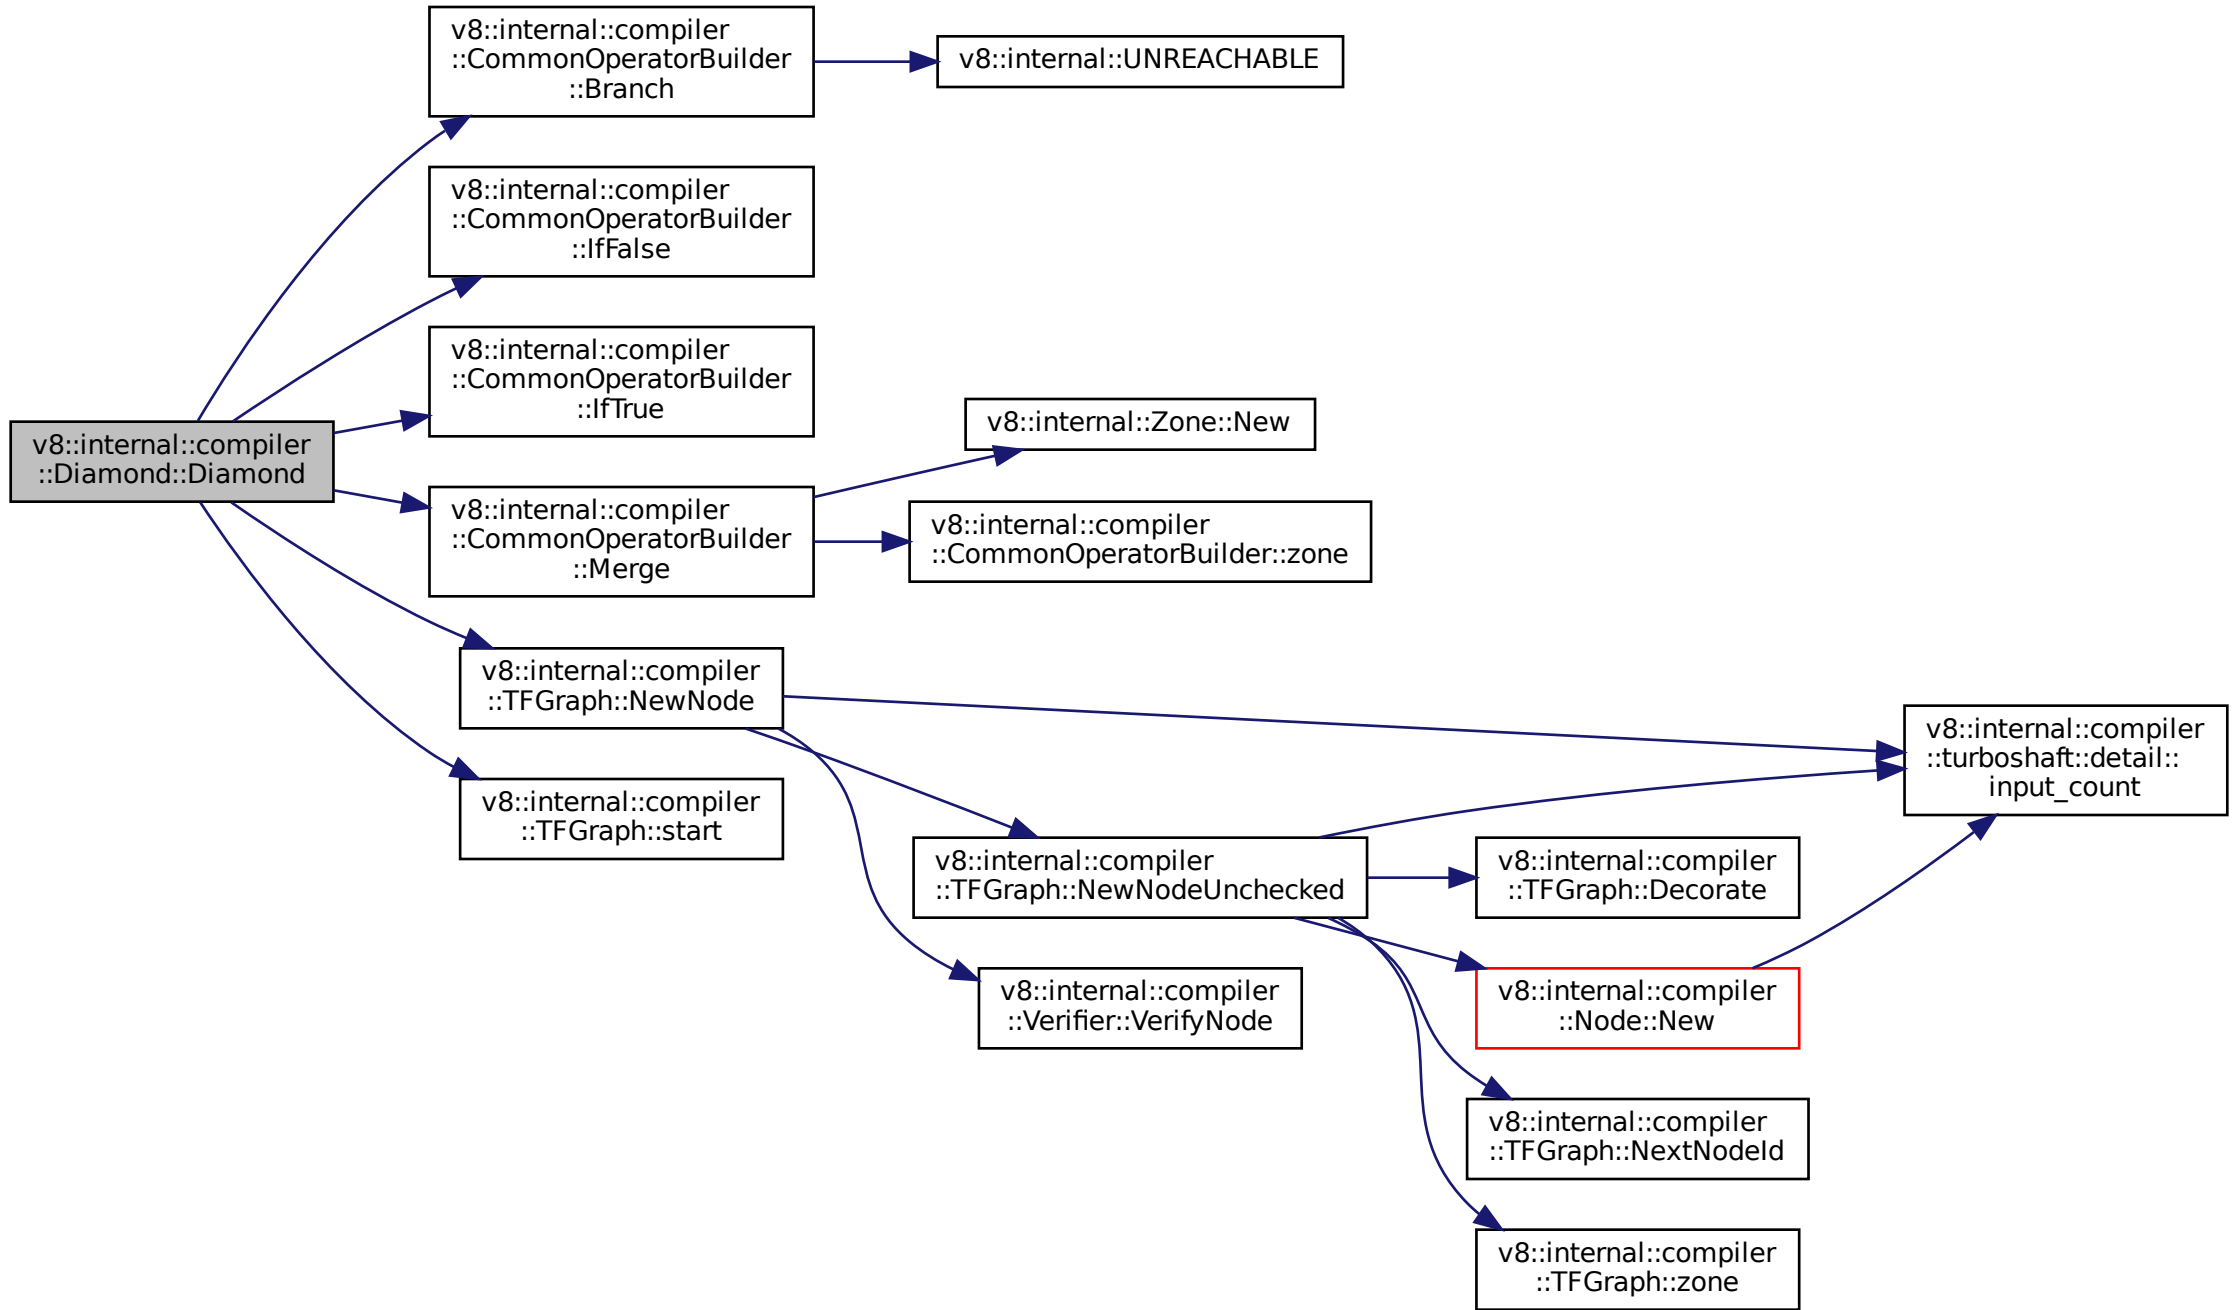 v8::internal::compiler
::Diamond::Diamond
v8::internal::compiler
::CommonOperatorBuilder
::Branch
v8::internal::UNREACHABLE
v8::internal::compiler
::CommonOperatorBuilder
::IfFalse
v8::internal::compiler
::CommonOperatorBuilder
::IfTrue
v8::internal::compiler
::CommonOperatorBuilder
::Merge
v8::internal::Zone::New
v8::internal::compiler
::CommonOperatorBuilder::zone
v8::internal::compiler
::TFGraph::NewNode
v8::internal::compiler
::TFGraph::start
v8::internal::compiler
::TFGraph::NewNodeUnchecked
v8::internal::compiler
::Verifier::VerifyNode
v8::internal::compiler
::turboshaft::detail::
input_count
v8::internal::compiler
::TFGraph::Decorate
v8::internal::compiler
::Node::New
v8::internal::compiler
::TFGraph::NextNodeId
v8::internal::compiler
::TFGraph::zone